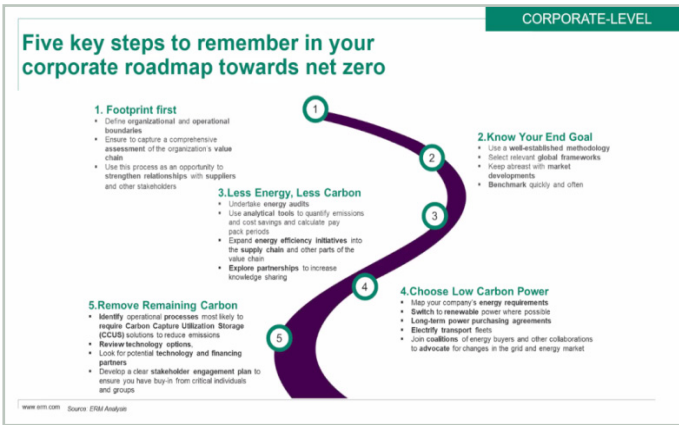 CORPORATE-LEVEL
Five key steps to remember in your
corporate roadmap towards net zero
1. Footprint first
▪ Define organizational and operational
boundaries
▪ Ensure to capture a comprehensive
assessment of the organization's value
chain
▪ Use this process as an opportunity to
strengthen relationships with suppliers
and other stakeholders
1
2.Know Your End Goal
▪ Use a well-established methodology
▪ Select relevant global frameworks
▪ Keep abreast with market
developments
▪ Benchmark quickly and often
2
3.Less Energy, Less Carbon
▪ Undertake energy audits
▪ Use analytical tools to quantify emissions
and cost savings and calculate pay
pack periods
▪ Expand energy efficiency initiatives into
the supply chain and other parts of the
value chain
▪ Explore partnerships to increase
knowledge sharing
3
4
4.Choose Low Carbon Power
▪ Map your company's energy requirements
▪ Switch to renewable power where possible
▪ Long-term power purchasing agreements
▪ Electrify transport fleets
▪ Join coalitions of energy buyers and other collaborations
to advocate for changes in the grid and energy market
5.Remove Remaining Carbon
▪ Identify operational processes most likely to
require Carbon Capture Utilization Storage
(CCUS) solutions to reduce emissions
▪ Review technology options.
▪ Look for potential technology and financing
partners
▪ Develop a clear stakeholder engagement plan to
ensure you have buy-in from critical individuals
and groups
5
www.erm.com Source: ERM Analysis